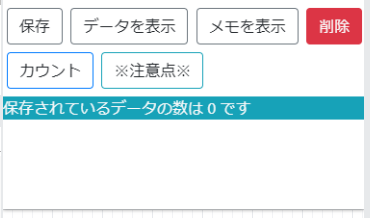 保存 データを表示 メモを表示 削除
カウント ※注意点※
保存されているデータの数は 0 です